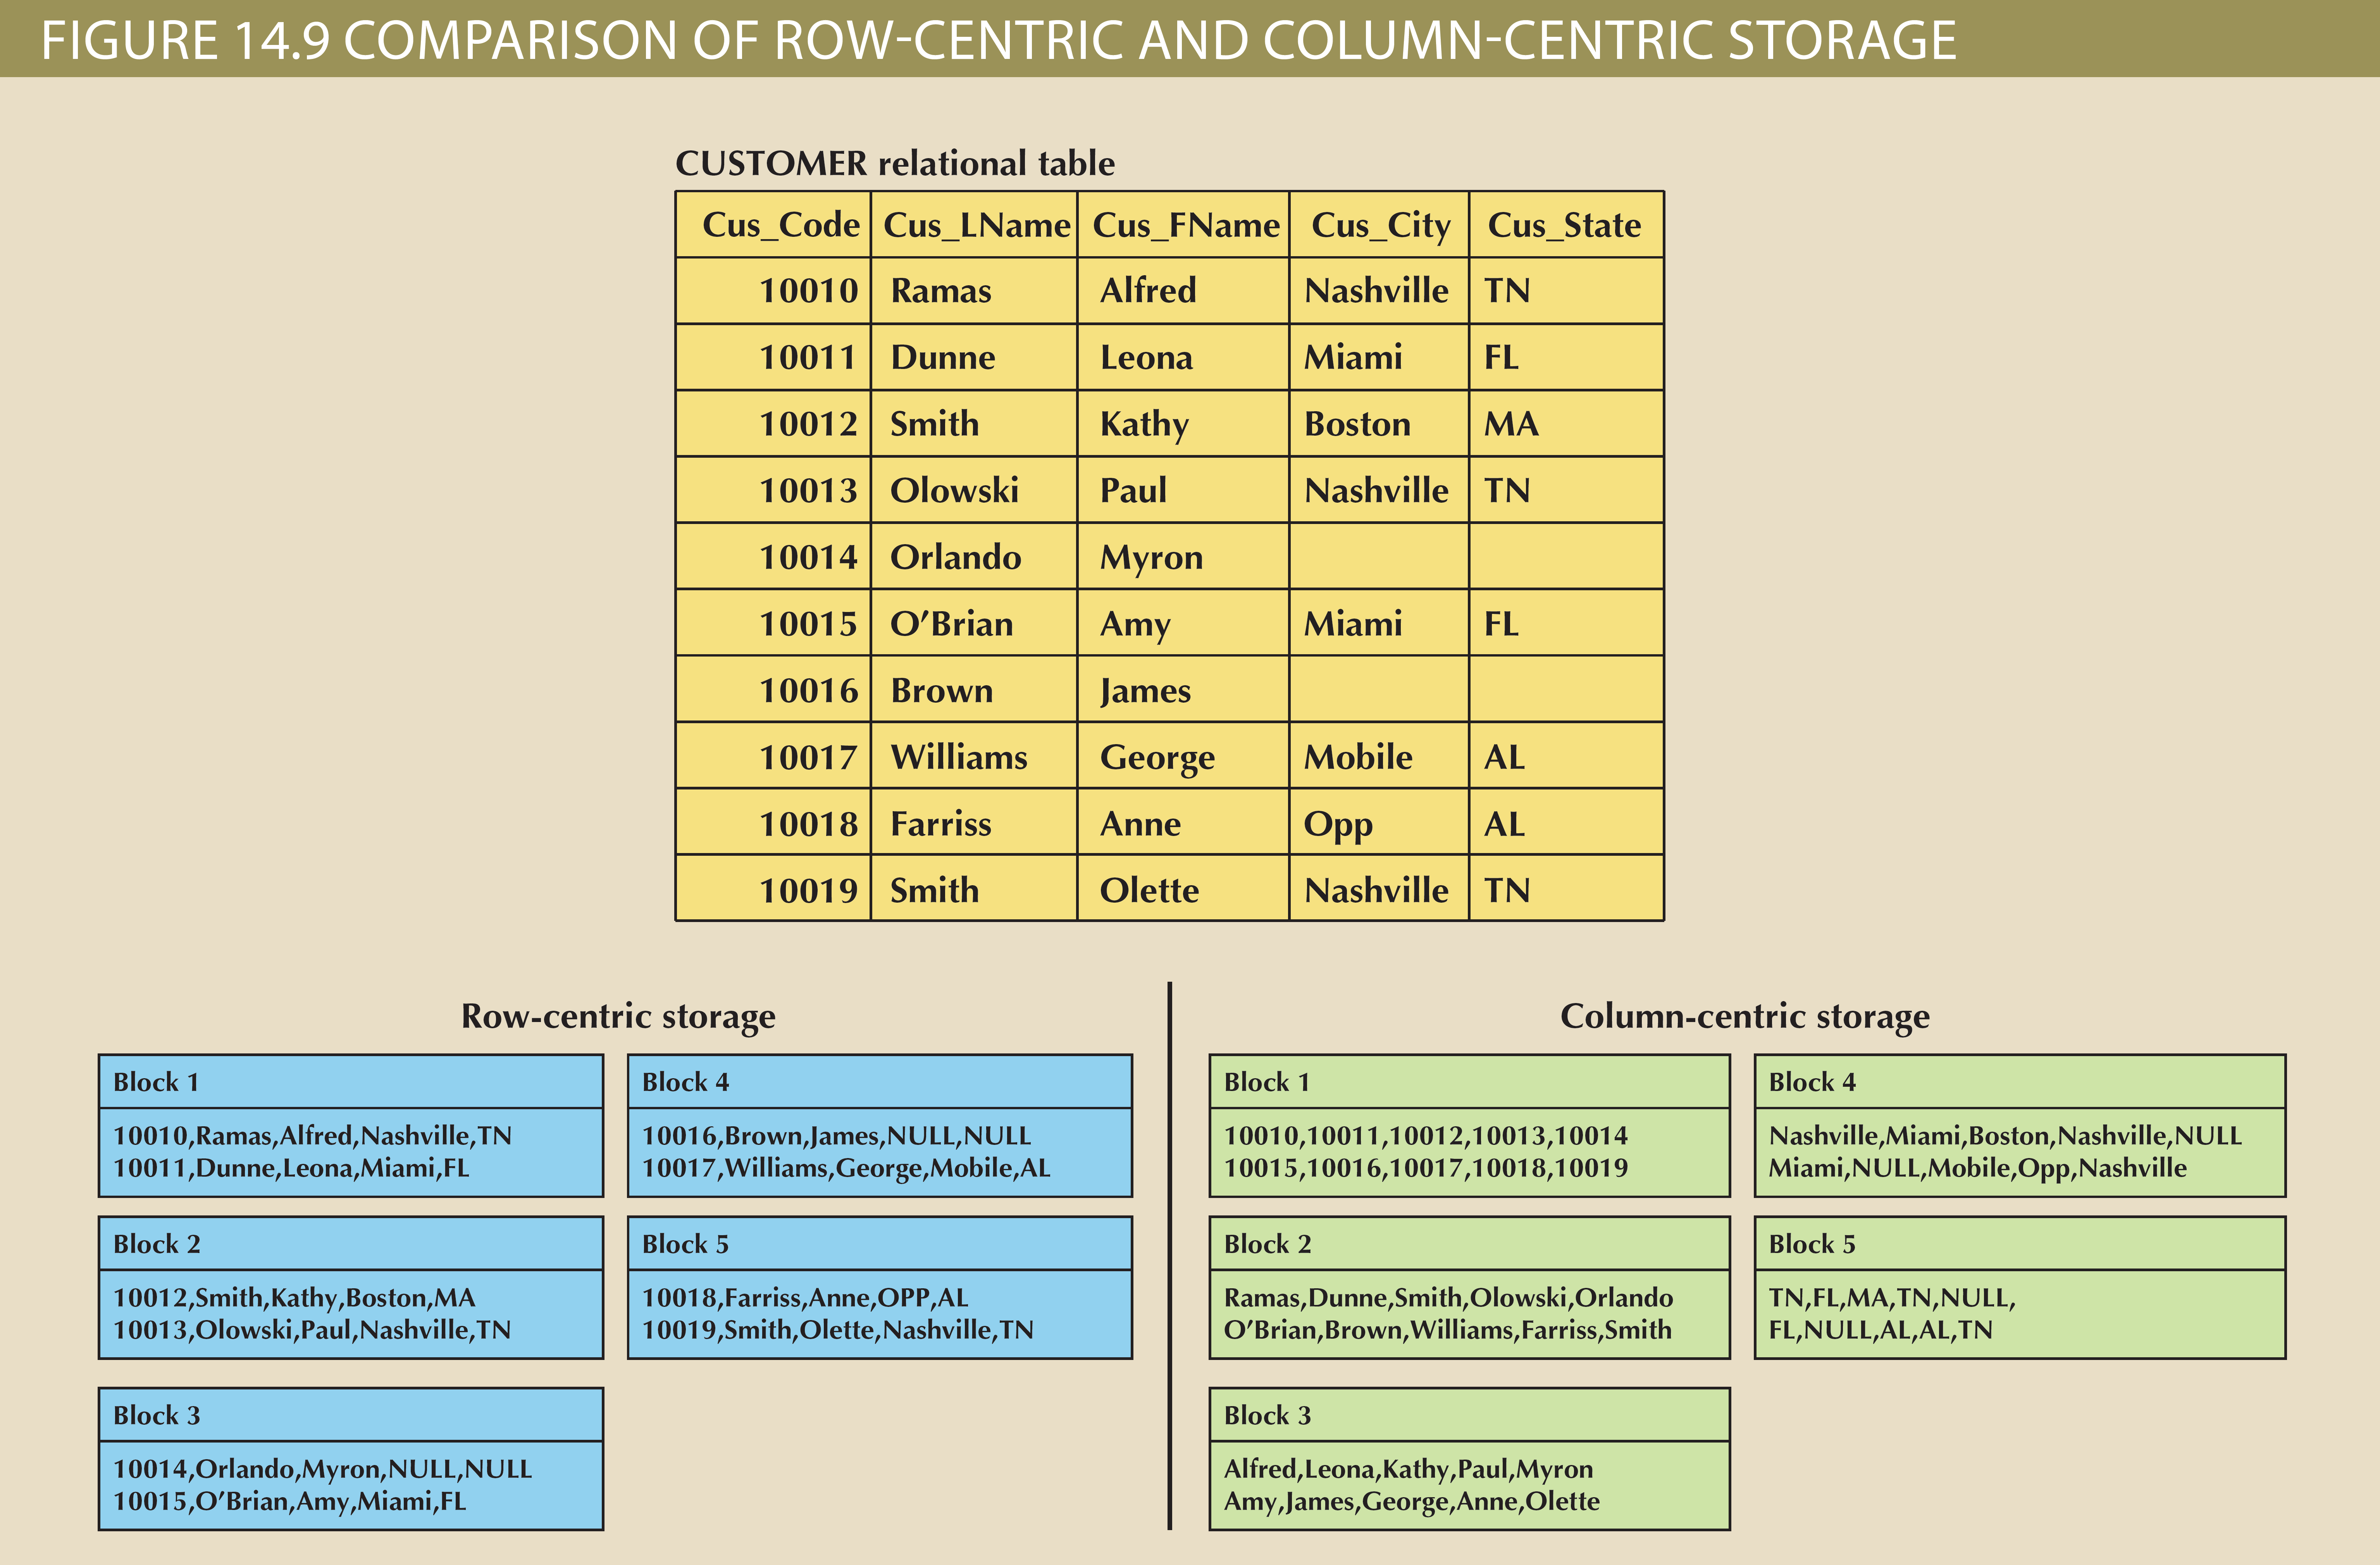 FIGURE 14.9 COMPARISON OF ROW-CENTRIC AND COLUMN-CENTRIC STORAGE
CUSTOMER relational table
Cus_Code Cus_LName Cus_FName Cus_City Cus_State
10010 Ramas Alfred Nashville TN
10011 Dunne Leona Miami FL
10012 Smith Kathy Boston MA
10013 Olowski Paul Nashville TN
10014 Orlando Myron
10015 O’Brian Amy Miami FL
10016 Brown James
10017 Williams George Mobile AL
10018 Farriss Anne Opp AL
10019 Smith Olette Nashville TN
Row-centric storage
Block 1
10010,Ramas,Alfred,Nashville,TN
10011,Dunne,Leona,Miami,FL
Block 2
10012,Smith,Kathy,Boston,MA
10013,Olowski,Paul,Nashville,TN
Block 3
10014,Orlando,Myron,NULL,NULL
10015,O’Brian,Amy,Miami,FL
Block 4
10016,Brown,James,NULL,NULL
10017,Williams,George,Mobile,AL
Block 5
10018,Farriss,Anne,OPP,AL
10019,Smith,Olette,Nashville,TN
Column-centric storage
Block 1
10010,10011,10012,10013,10014
10015,10016,10017,10018,10019
Block 2
Ramas,Dunne,Smith,Olowski,Orlando
O’Brian,Brown,Williams,Farriss,Smith
Block 3
Alfred,Leona,Kathy,Paul,Myron
Amy,James,George,Anne,Olette
Block 4
Nashville,Miami,Boston,Nashville,NULL
Miami,NULL,Mobile,Opp,Nashville
Block 5
TN,FL,MA,TN,NULL,
FL,NULL,AL,AL,TN